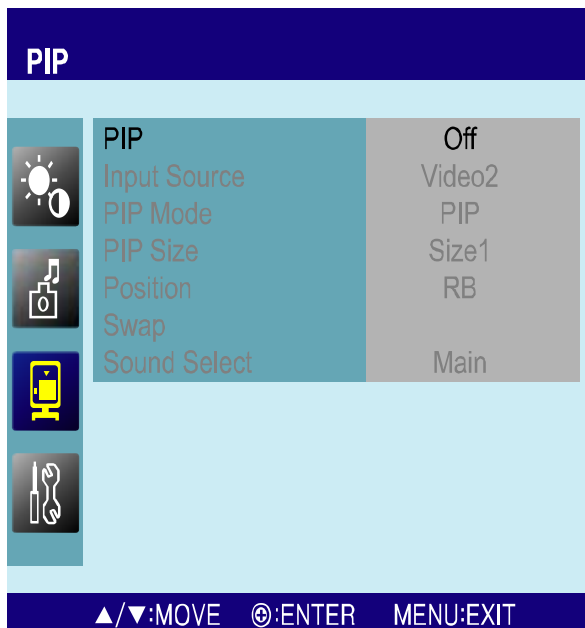 PIP
PIP Off
Input Source Video2
PIP Mode PIP
PIP Size Size1
Position RB
Swap
Sound Select Main
▲/▼:MOVE ⊕:ENTER MENU:EXIT